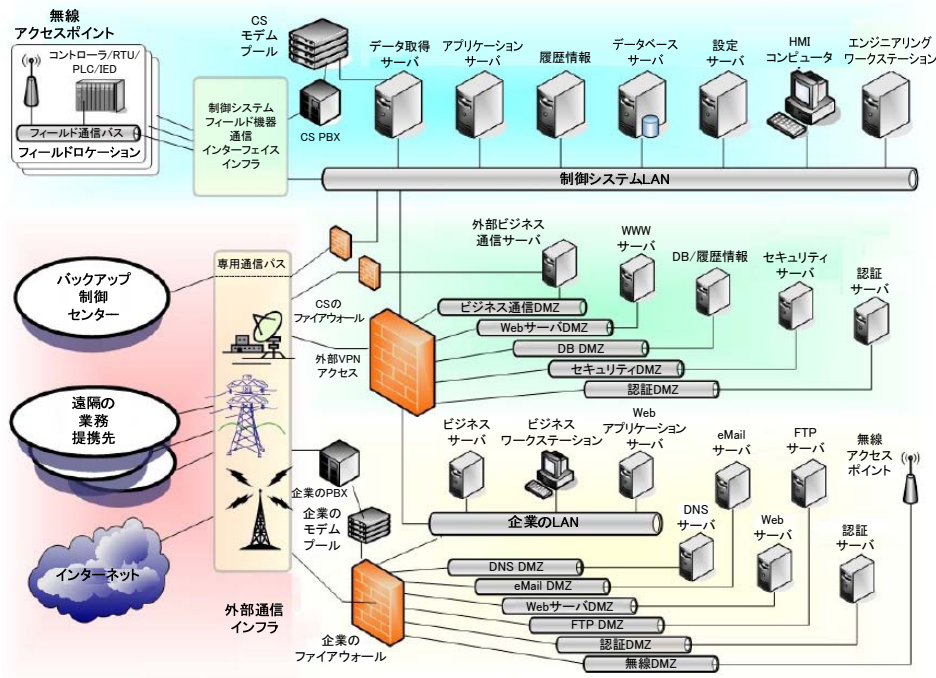 無線
アクセスポイント
コントローラ/RTU/
PLC/IED
フィールド通信バス
フィールドロケーション
制御システム
フィールド機器
通信
インターフェイス
インフラ
CS
モデム
プール
CS PBX
データ取得
サーバ
アプリケーション
サーバ
履歴情報
データベース
サーバ
設定
サーバ
HMI
コンピュータ
エンジニアリング
ワークステーション
制御システムLAN
バックアップ
制御
センター
専用通信バス
CSの
ファイアウォール
外部VPN
アクセス
外部ビジネス
通信サーバ
WWW
サーバ
DB/履歴情報
セキュリティ
サーバ
認証
サーバ
ビジネス通信DMZ
WebサーバDMZ
DB DMZ
セキュリティDMZ
認証DMZ
遠隔の
業務
提携先
インターネット
外部通信
インフラ
企業のPBX
企業の
モデム
プール
企業の
ファイアウォール
ビジネス
サーバ
ビジネス
ワークステーション
Web
アプリケーション
サーバ
eMail
サーバ
FTP
サーバ
無線
アクセス
ポイント
企業のLAN
DNS
サーバ
Web
サーバ
認証
サーバ
DNS DMZ
eMail DMZ
WebサーバDMZ
FTP DMZ
認証DMZ
無線DMZ